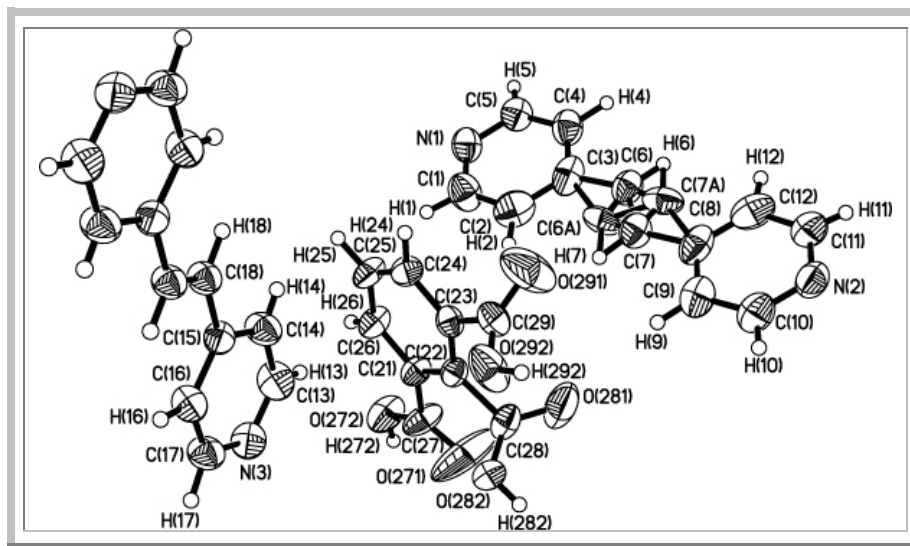 H(5)
C(5)
C(4)
H(4)
N(1)
C(3)
C(6)
H(6)
H(12)
C(1)
C(7A)
C(12)
H(1)
C(2)
C(6A)
C(8)
H(11)
H(18)
H(24)
H(2)
H(7)
C(7)
C(11)
H(25)
C(25)
C(24)
O(291)
N(2)
C(18)
H(14)
H(26)
C(23)
C(9)
C(10)
C(15)
C(14)
C(26)
C(29)
H(9)
H(10)
C(16)
H(13)
C(21)
C(22)
O(292)
H(292)
H(16)
C(13)
O(272)
O(281)
C(17)
N(3)
H(272)
C(27)
C(28)
O(271)
O(282)
H(17)
H(282)